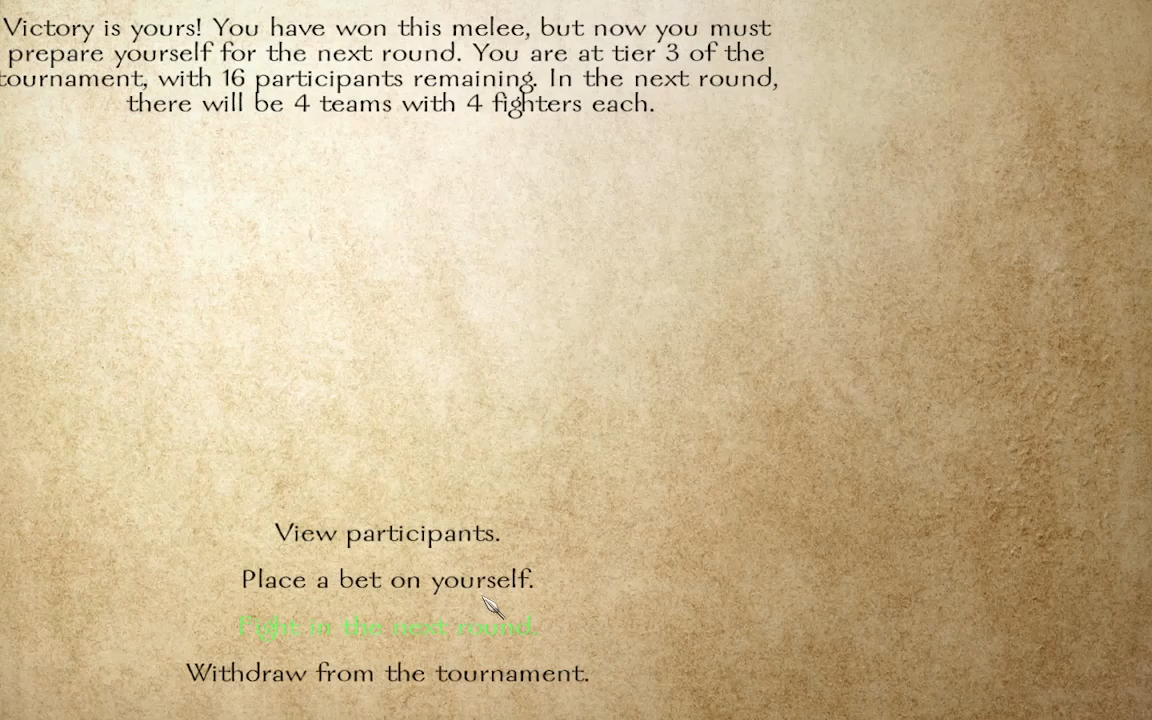 Victory is yours! You have won this melee, but now you must
prepare yourself for the next round. You are at tier 3 of the
tournament, with 16 participants remaining. In the next round,
there will be 4 teams with 4 fighters each.
View participants.
Place a bet on yourself.
Fight in the next round.
Withdraw from the tournament.